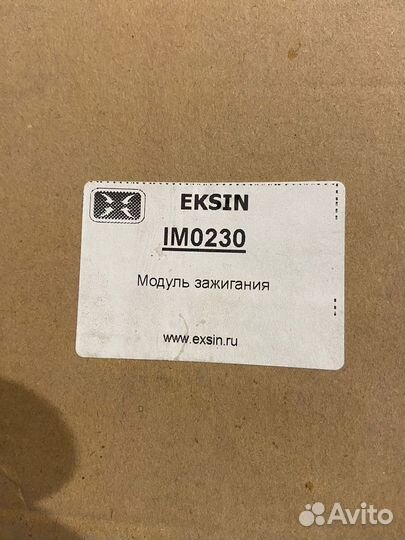 EKSIN
IM0230
Модуль зажигания
www.exsin.ru
Avito